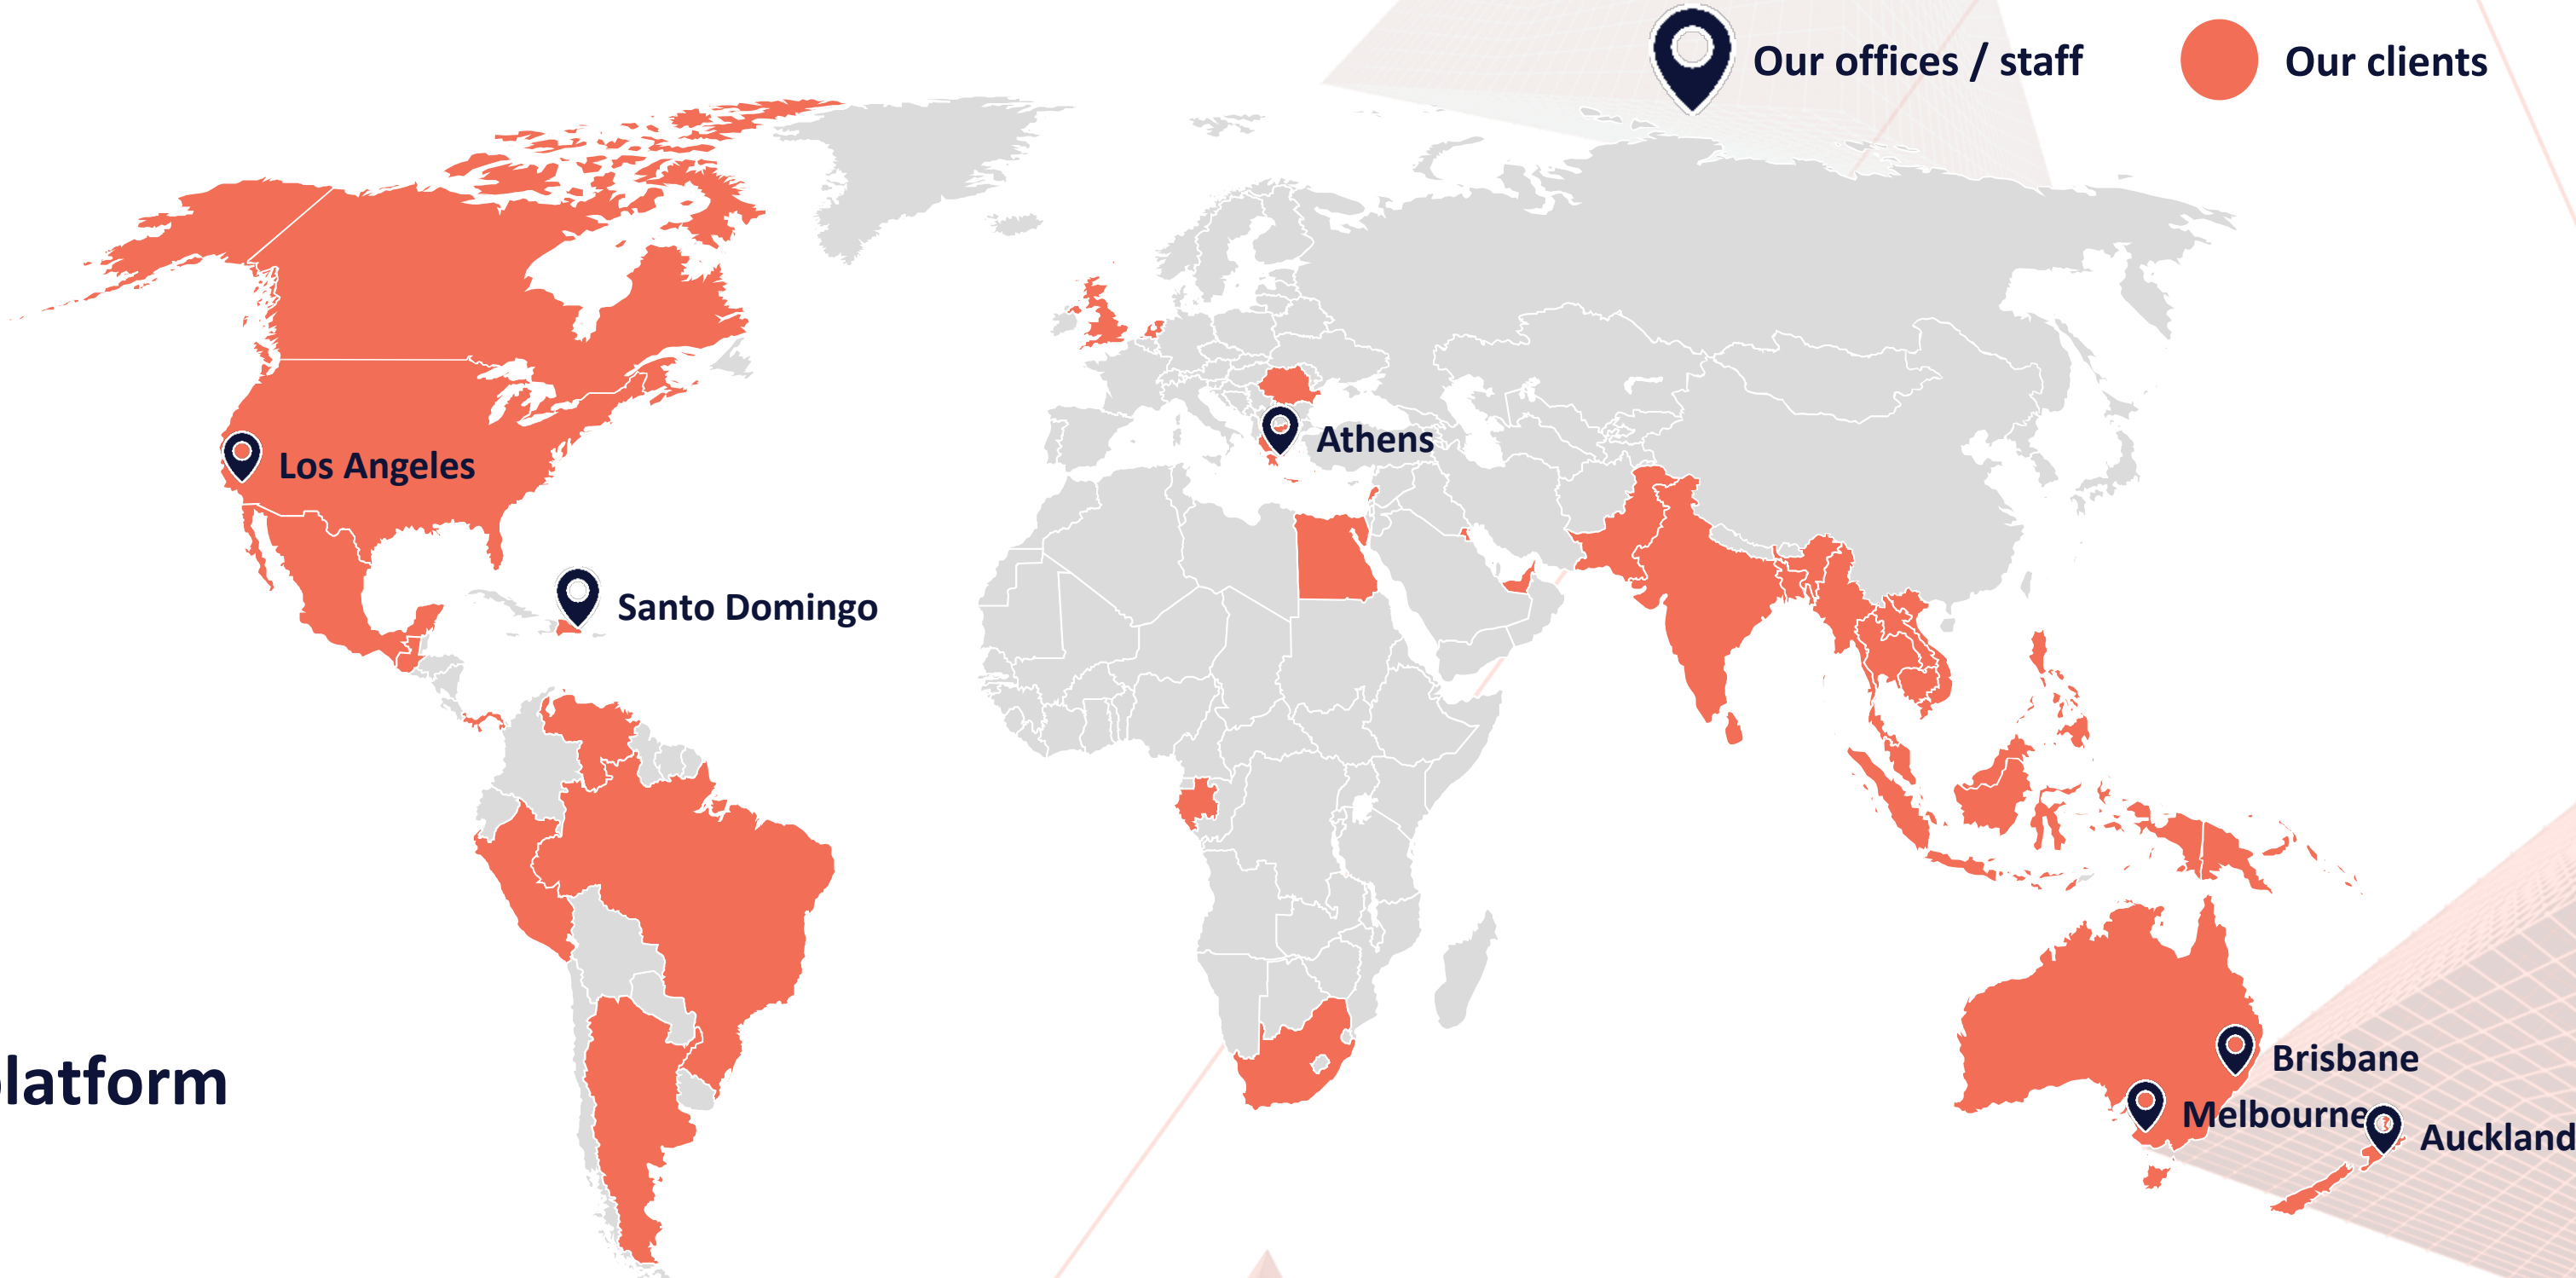 Our offices / staff
Our clients
Athens
Los Angeles
Santo Domingo
Brisbane
Melbourne
Auckland
latform